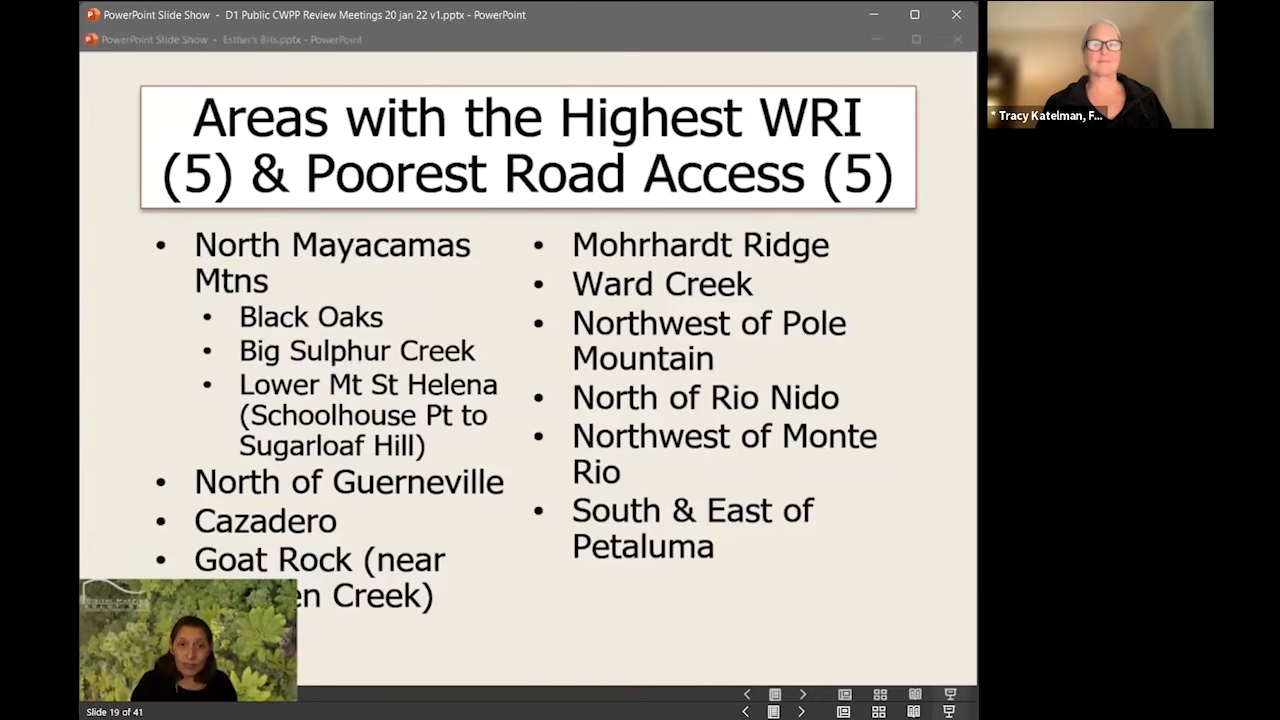 PowerPoint Slide Show - D1 Public CWPP Review Meetings 20 jan 22 v1.pptx - PowerPoint
PowerPoint Slide Show - Esther's Bits.pptx - PowerPoint
* Tracy Katelman, F...
Areas with the Highest WRI
(5) & Poorest Road Access (5)
• North Mayacamas
Mtns
• Black Oaks
• Big Sulphur Creek
• Lower Mt St Helena
(Schoolhouse Pt to
Sugarloaf Hill)
• North of Guerneville
• Cazadero
• Goat Rock (near
en Creek)
• Mohrhardt Ridge
• Ward Creek
• Northwest of Pole
Mountain
• North of Rio Nido
• Northwest of Monte
Rio
• South & East of
Petaluma
Slide 19 of 41